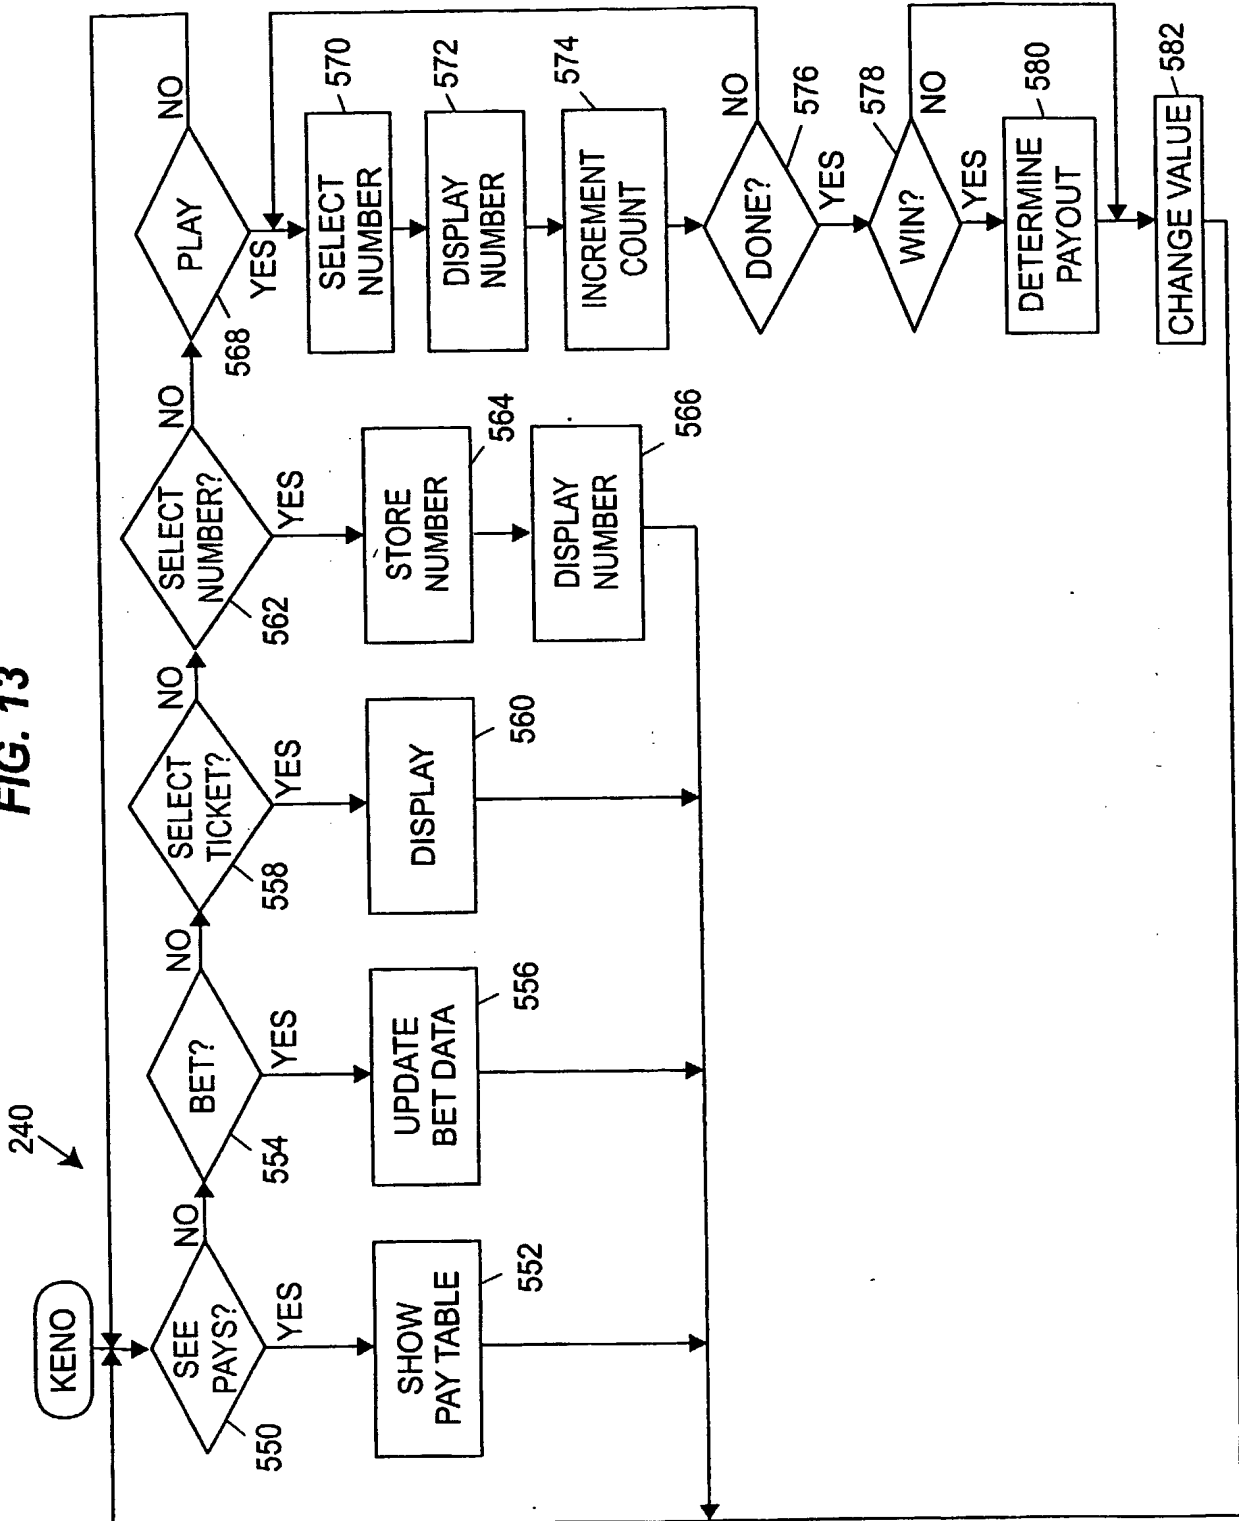 FIG. 13
240
KENO
SEE
PAYS?
550
YES
NO
SHOW
PAY TABLE
552
BET?
554
YES
NO
UPDATE
BET DATA
556
SELECT
TICKET?
558
YES
NO
DISPLAY
560
SELECT
NUMBER?
562
YES
NO
STORE
NUMBER
564
DISPLAY
NUMBER
566
PLAY
568
YES
NO
SELECT
NUMBER
570
DISPLAY
NUMBER
572
INCREMENT
COUNT
574
DONE?
576
NO
YES
WIN?
578
NO
YES
DETERMINE
PAYOUT
580
CHANGE VALUE
582